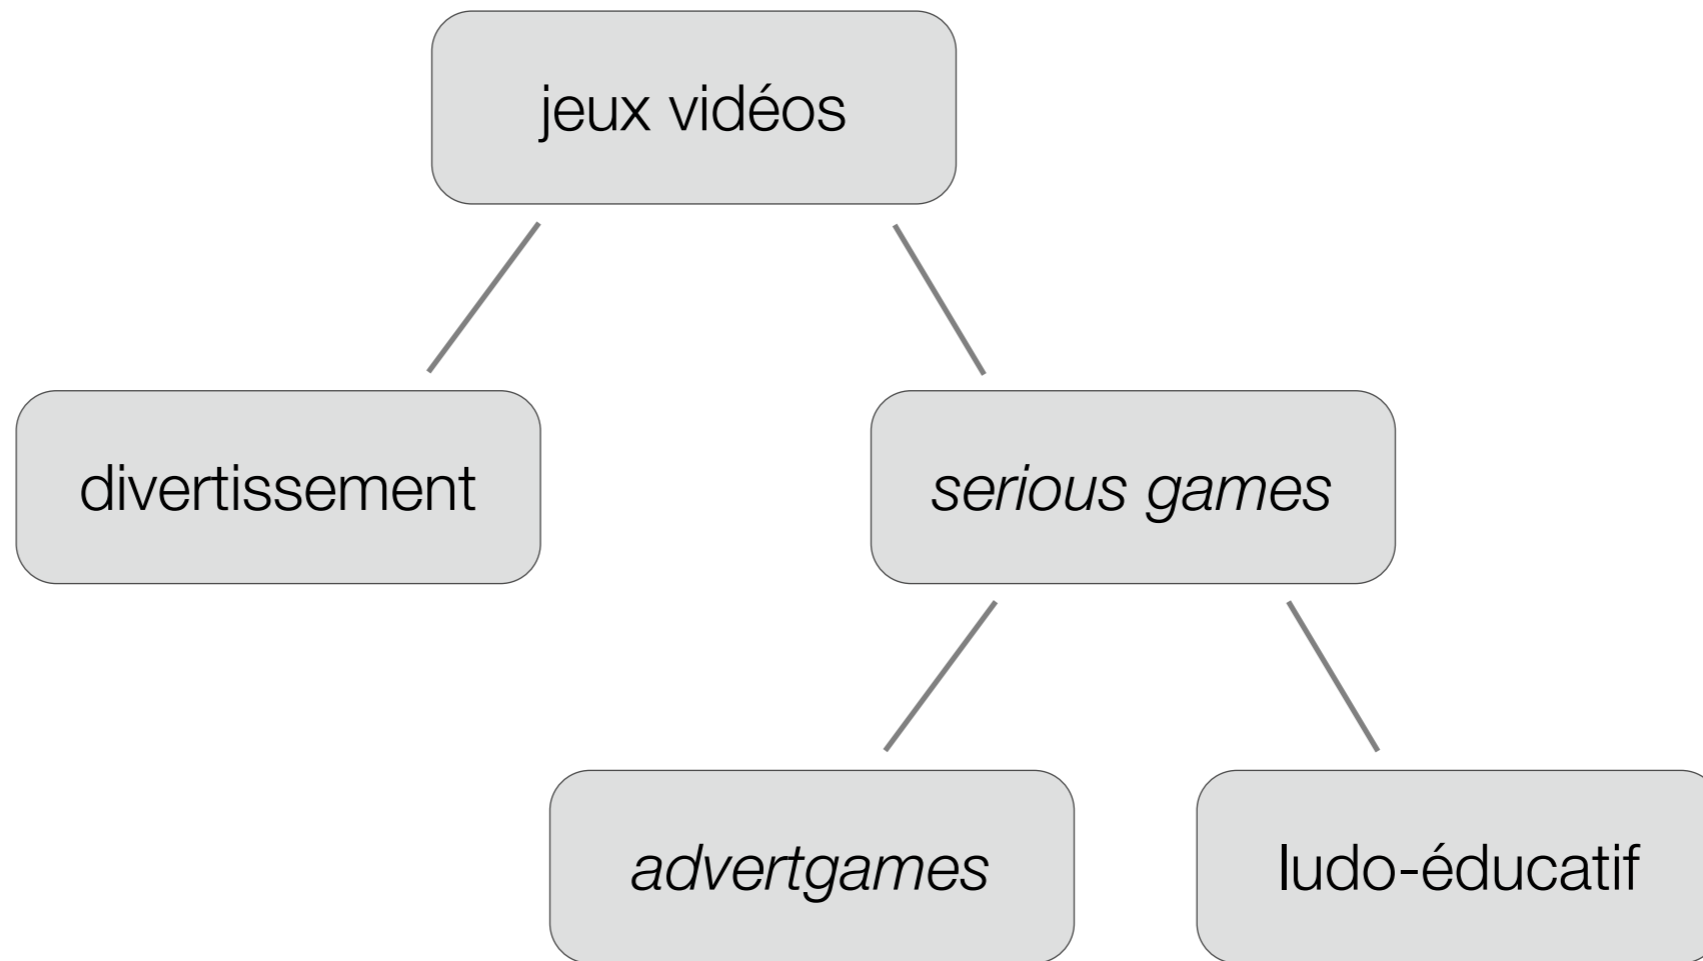 jeux vidéos
divertissement
serious games
advertgames
ludo-éducatif